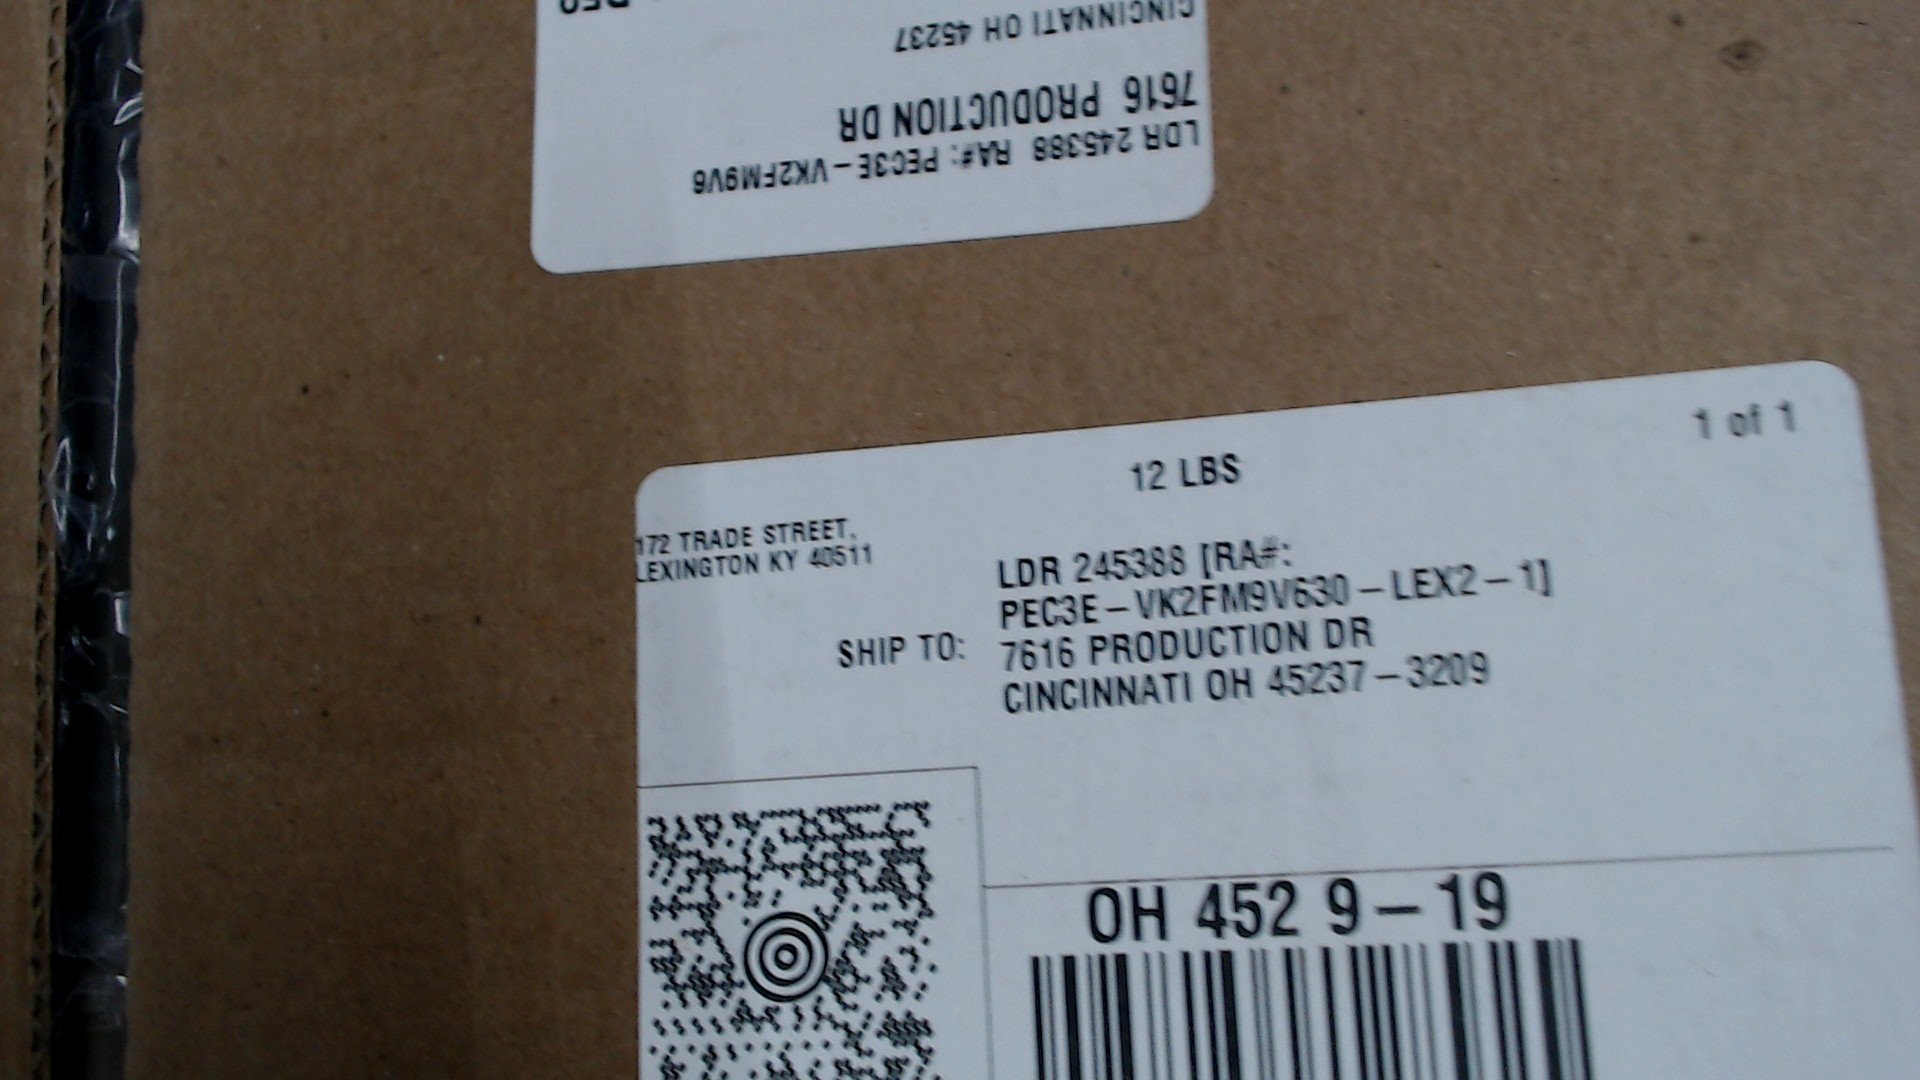 LDR 245388 RA#: PEC3E-VK2FM9V6
7616 PRODUCTION DR
CINCINNATI OH 45237
1 of 1
12 LBS
172 TRADE STREET,
LEXINGTON KY 40511
SHIP TO:
LDR 245388 [RA#:
PEC3E-VK2FM9V630-LEX2-1]
7616 PRODUCTION DR
CINCINNATI OH 45237-3209
OH 452 9-19